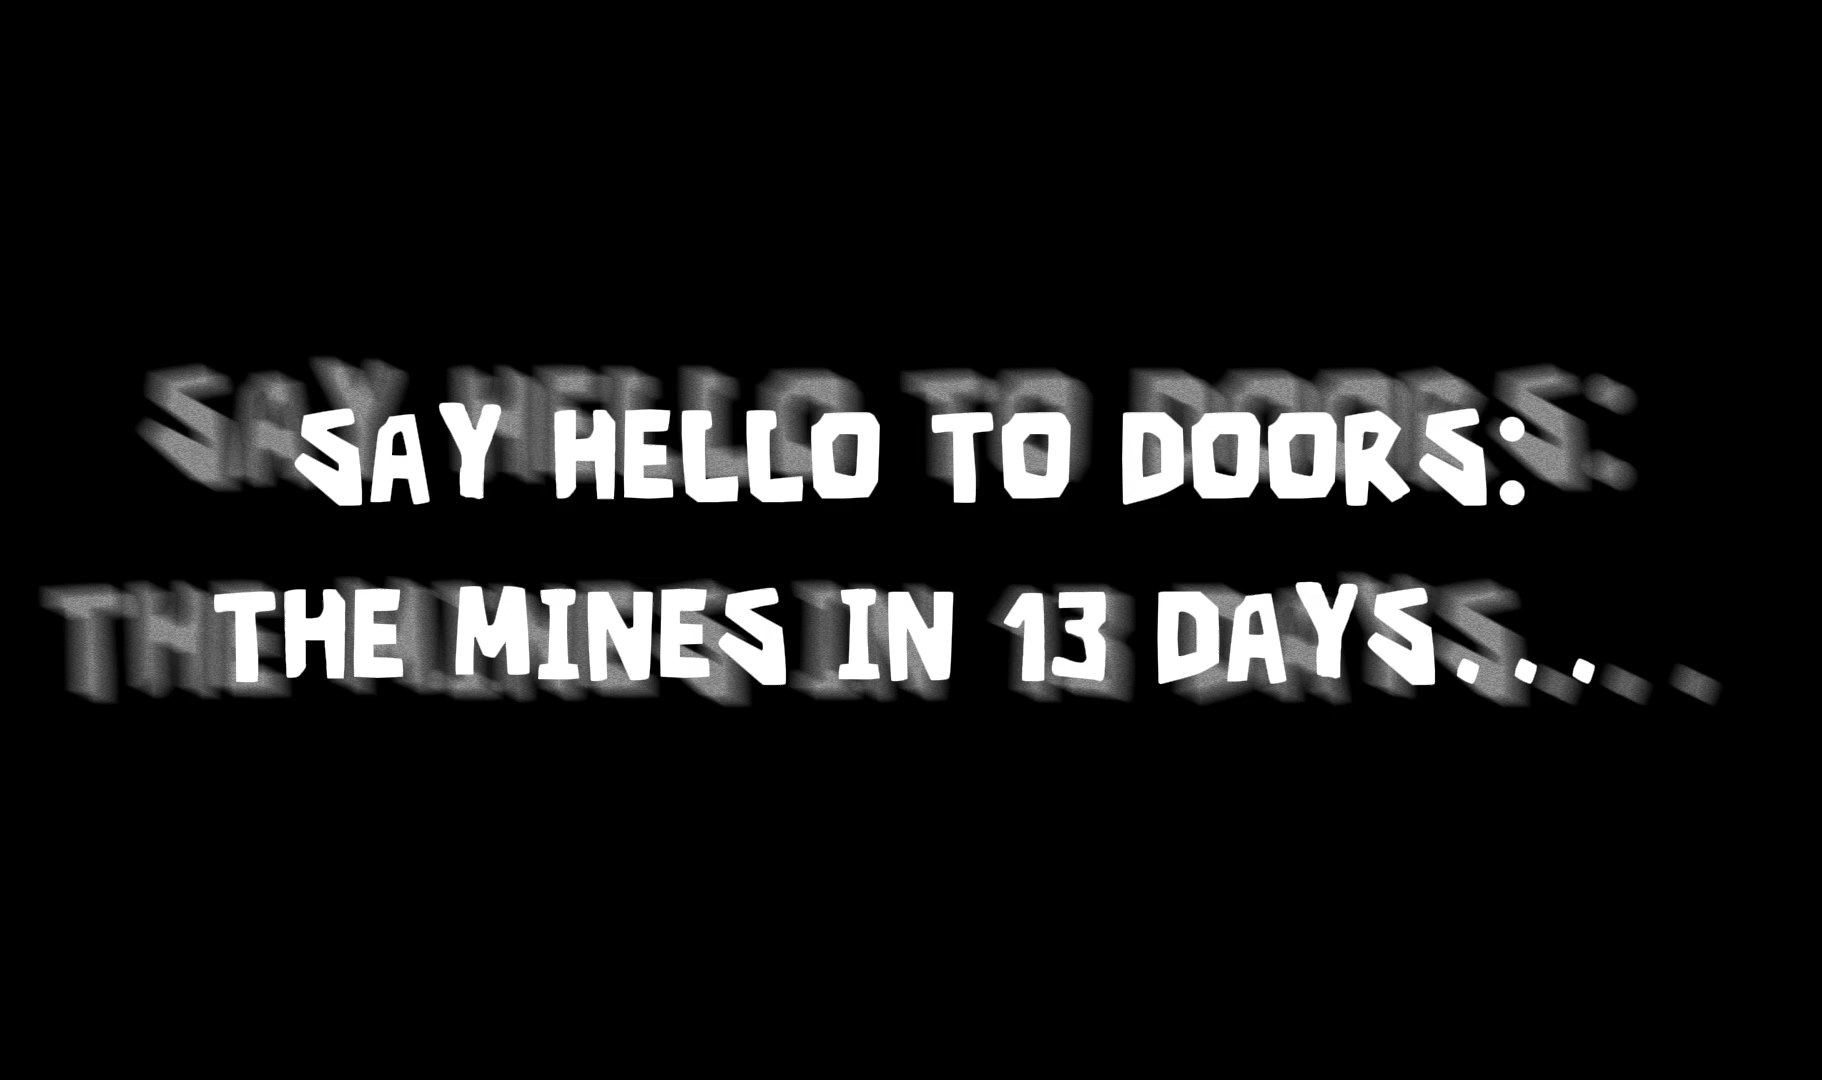 SAY HELLO TO DOORS:
THE MINES IN 13 DAYS...